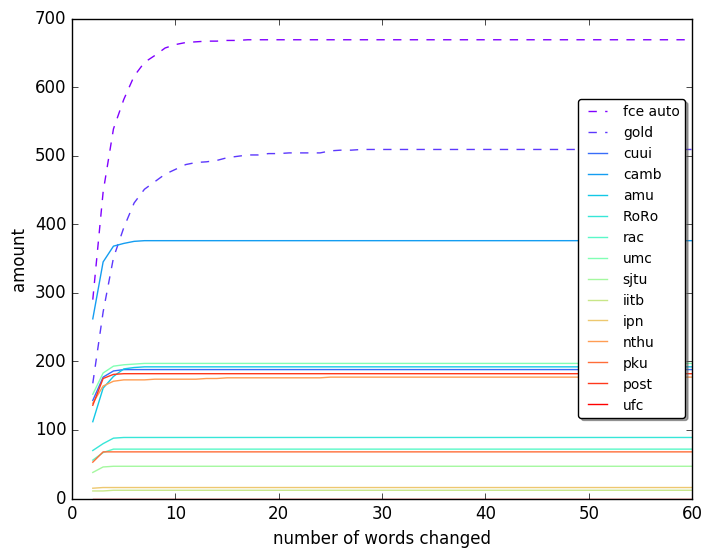 700
600
500
400
300
200
100
0
amount
0 10 20 30 40 50 60
number of words changed
fce auto
gold
cuui
camb
amu
RoRo
rac
umc
sjtu
iitb
ipn
nthu
pku
post
ufc